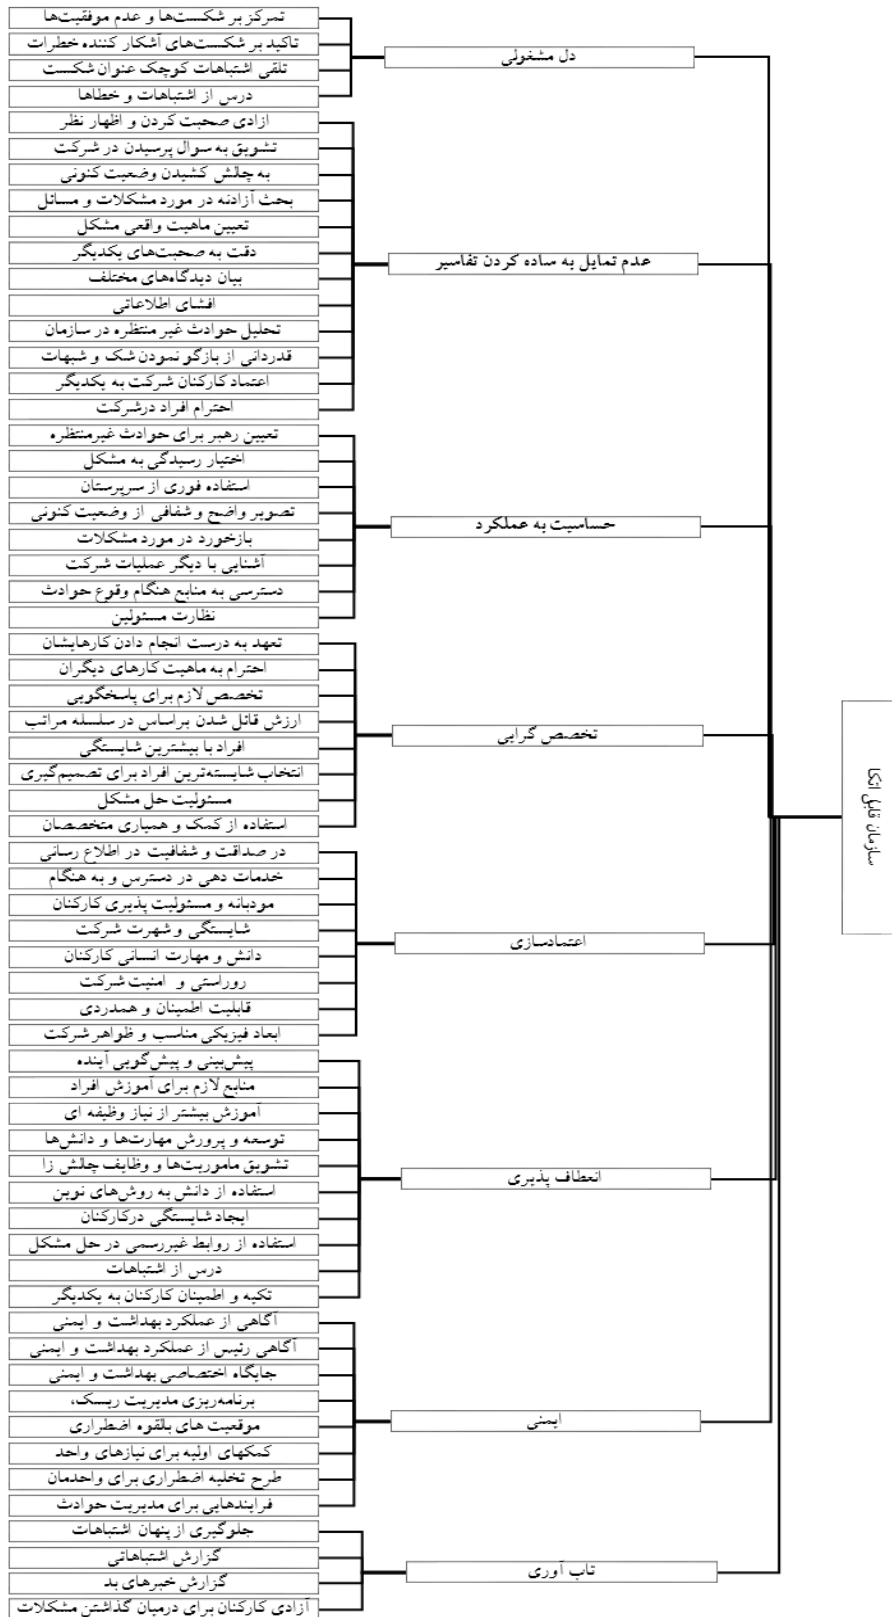 سازمان قابل اتکا
دل مشغولی
تمرکز بر شکست‌ها و عدم موفقیت‌ها
تاکید بر شکست‌های آشکار کننده خطرات
تلقی اشتباهات کوچک عنوان شکست
درس از اشتباهات و خطاها
عدم تمایل به ساده کردن تفاسیر
ازادی صحبت کردن و اظهار نظر
تشویق به سوال پرسیدن در شرکت
به چالش کشیدن وضعیت کنونی
بحث آزادنه در مورد مشکلات و مسائل
تعیین ماهیت واقعی مشکل
دقت به صحبت‌های یکدیگر
بیان دیدگاه‌های مختلف
افشای اطلاعاتی
تحلیل حوادث غیر منتظره در سازمان
قدردانی از بازگو نمودن شک و شبهات
اعتماد کارکنان شرکت به یکدیگر
احترام افراد درشرکت
حساسیت به عملکرد
تعیین رهبر برای حوادث غیرمنتظره
اختیار رسیدگی به مشکل
استفاده فوری از سرپرستان
تصویر واضح و شفافی از وضعیت کنونی
بازخورد در مورد مشکلات
آشنایی با دیگر عملیات شرکت
دسترسی به منابع هنگام وقوع حوادث
نظارت مسئولین
تخصص گرایی
تعهد به درست انجام دادن کارهایشان
احترام به ماهیت کارهای دیگران
تخصص لازم برای پاسخگویی
ارزش قائل شدن براساس در سلسله مراتب
افراد با بیشترین شایستگی
انتخاب شایسته‌ترین افراد برای تصمیم‌گیری
مسئولیت حل مشکل
استفاده از کمک و همیاری متخصصان
اعتمادسازی
در صداقت و شفافیت در اطلاع رسانی
خدمات دهی در دسترس و به هنگام
مودبانه و مسئولیت پذیری کارکنان
شایستگی و شهرت شرکت
دانش و مهارت انسانی کارکنان
روراستی و امنیت شرکت
قابلیت اطمینان و همدردی
ابعاد فیزیکی مناسب و ظواهر شرکت
انعطاف پذیری
پیش‌بینی و پیش‌گویی آینده
منابع لازم برای آموزش افراد
آموزش بیشتر از نیاز وظیفه ای
توسعه و پرورش مهارت‌ها و دانش‌ها
تشویق ماموریت‌ها و وظایف چالش زا
استفاده از دانش به روش‌های نوین
ایجاد شایستگی درکارکنان
استفاده از روابط غیررسمی در حل مشکل
درس از اشتباهات
تکیه و اطمینان کارکنان به یکدیگر
ایمنی
آگاهی از عملکرد بهداشت و ایمنی
آگاهی رئیس از عملکرد بهداشت و ایمنی
جایگاه اختصاصی بهداشت و ایمنی
برنامه‌ریزی مدیریت ریسک،
موقعیت های بالقوه اضطراری
کمکهای اولیه برای نیازهای واحد
طرح تخلیه اضطراری برای واحدمان
فرایندهایی برای مدیریت حوادث
تاب آوری
جلوگیری از پنهان اشتباهات
گزارش اشتباهاتی
گزارش خبرهای بد
آزادی کارکنان برای درمیان گذاشتن مشکلات